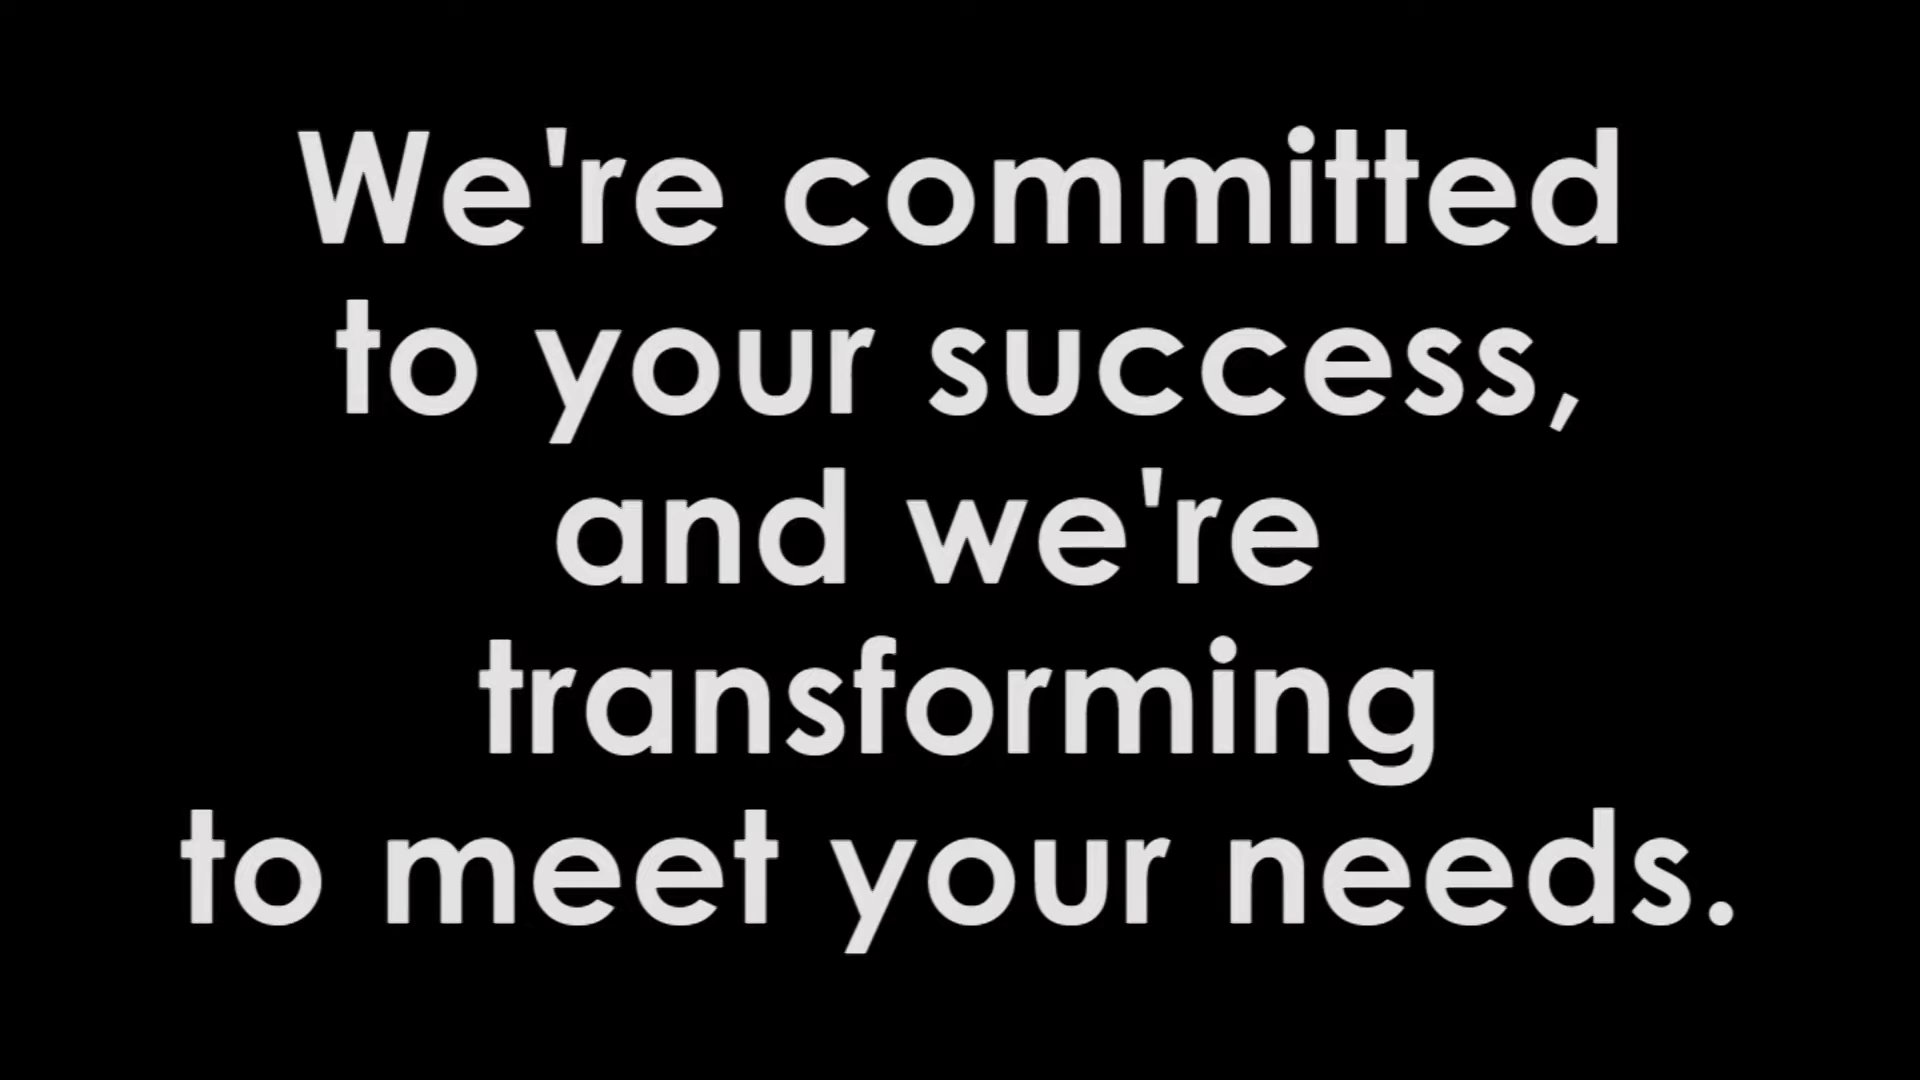 We're committed
to your success,
and we're
transforming
to meet your needs.